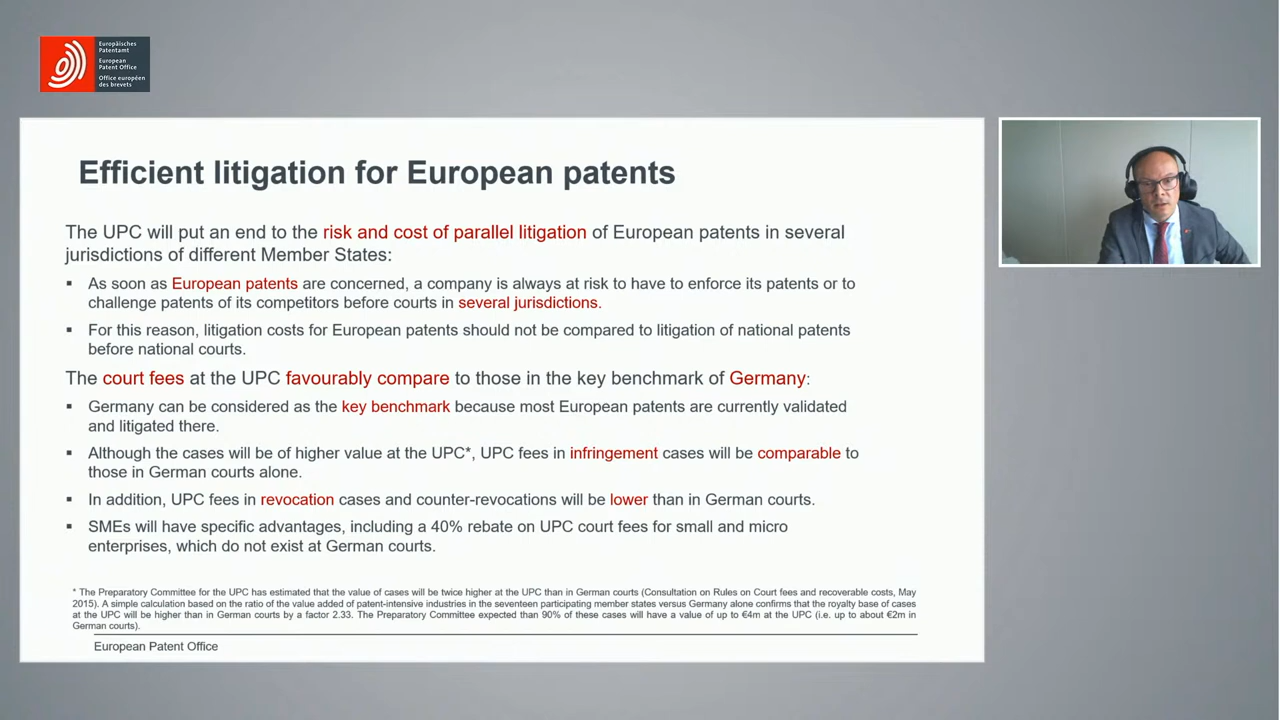 Europäisches
Patentamt
European
Patent Office
Office européen
des brevets
Efficient litigation for European patents
The UPC will put an end to the risk and cost of parallel litigation of European patents in several
jurisdictions of different Member States:
▪ As soon as European patents are concerned, a company is always at risk to have to enforce its patents or to
challenge patents of its competitors before courts in several jurisdictions.
▪ For this reason, litigation costs for European patents should not be compared to litigation of national patents
before national courts.
The court fees at the UPC favourably compare to those in the key benchmark of Germany:
▪ Germany can be considered as the key benchmark because most European patents are currently validated
and litigated there.
▪ Although the cases will be of higher value at the UPC*, UPC fees in infringement cases will be comparable to
those in German courts alone.
▪ In addition, UPC fees in revocation cases and counter-revocations will be lower than in German courts.
▪ SMEs will have specific advantages, including a 40% rebate on UPC court fees for small and micro
enterprises, which do not exist at German courts.
* The Preparatory Committee for the UPC has estimated that the value of cases will be twice higher at the UPC than in German courts (Consultation on Rules on Court fees and recoverable costs, May
2015). A simple calculation based on the ratio of the value added of patent-intensive industries in the seventeen participating member states versus Germany alone confirms that the royalty base of cases
at the UPC will be higher than in German courts by a factor 2.33. The Preparatory Committee expected than 90% of these cases will have a value of up to €4m at the UPC (i.e. up to about €2m in
German courts).
European Patent Office